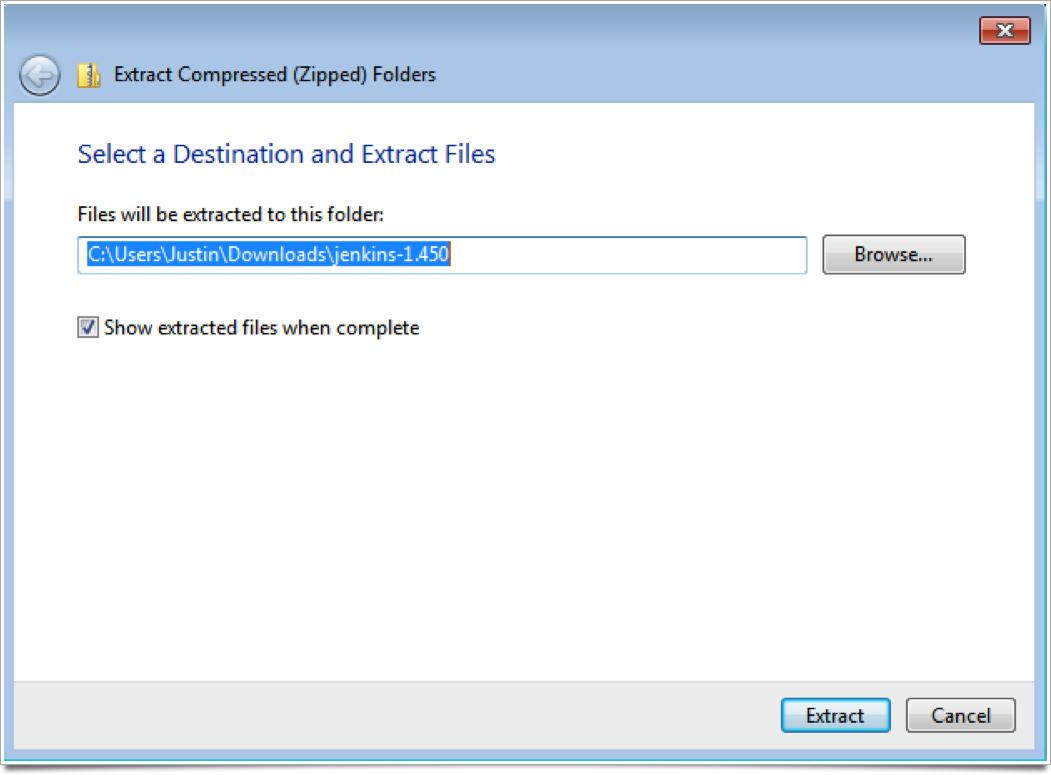 Extract Compressed (Zipped) Folders
Select a Destination and Extract Files
Files will be extracted to this folder:
C:\Users\Justin\Downloads\jenkins-1.450
Browse...
Show extracted files when complete
Extract
Cancel